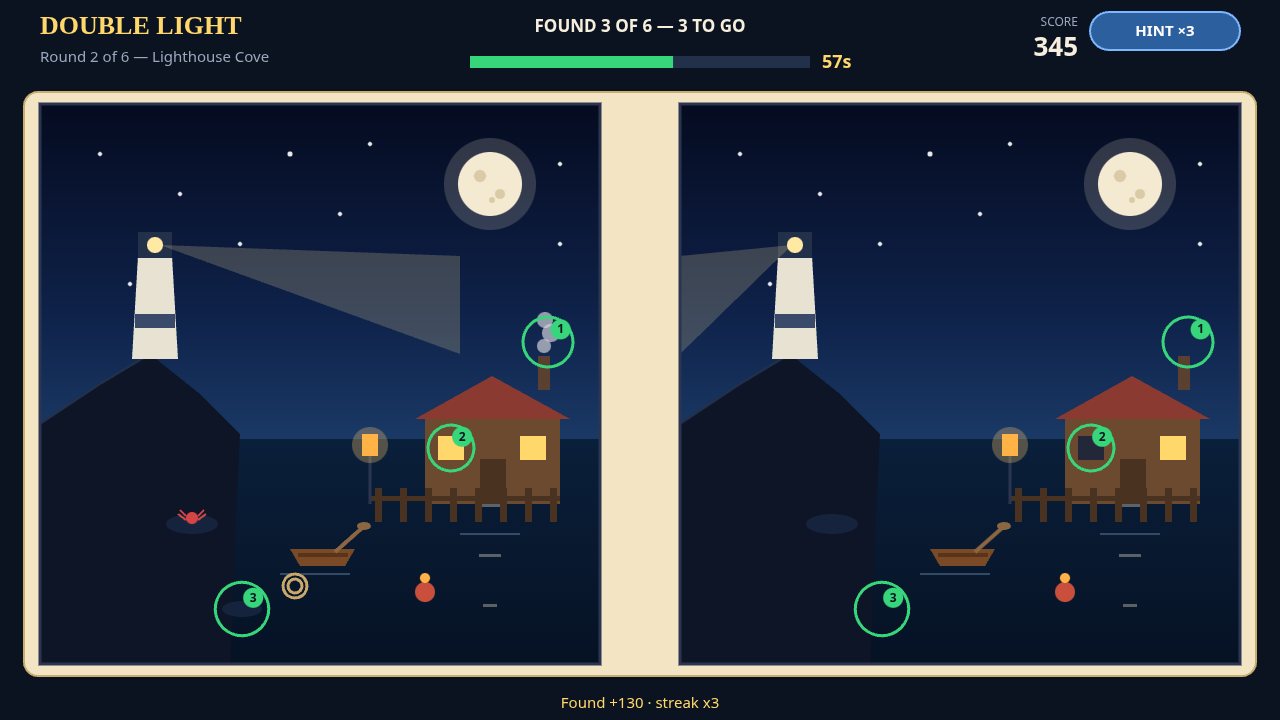 DOUBLE LIGHT
Round 2 of 6 — Lighthouse Cove
FOUND 3 OF 6 — 3 TO GO
57s
SCORE
345
HINT ×3
1
2
3
1
2
3
Found +130 · streak x3